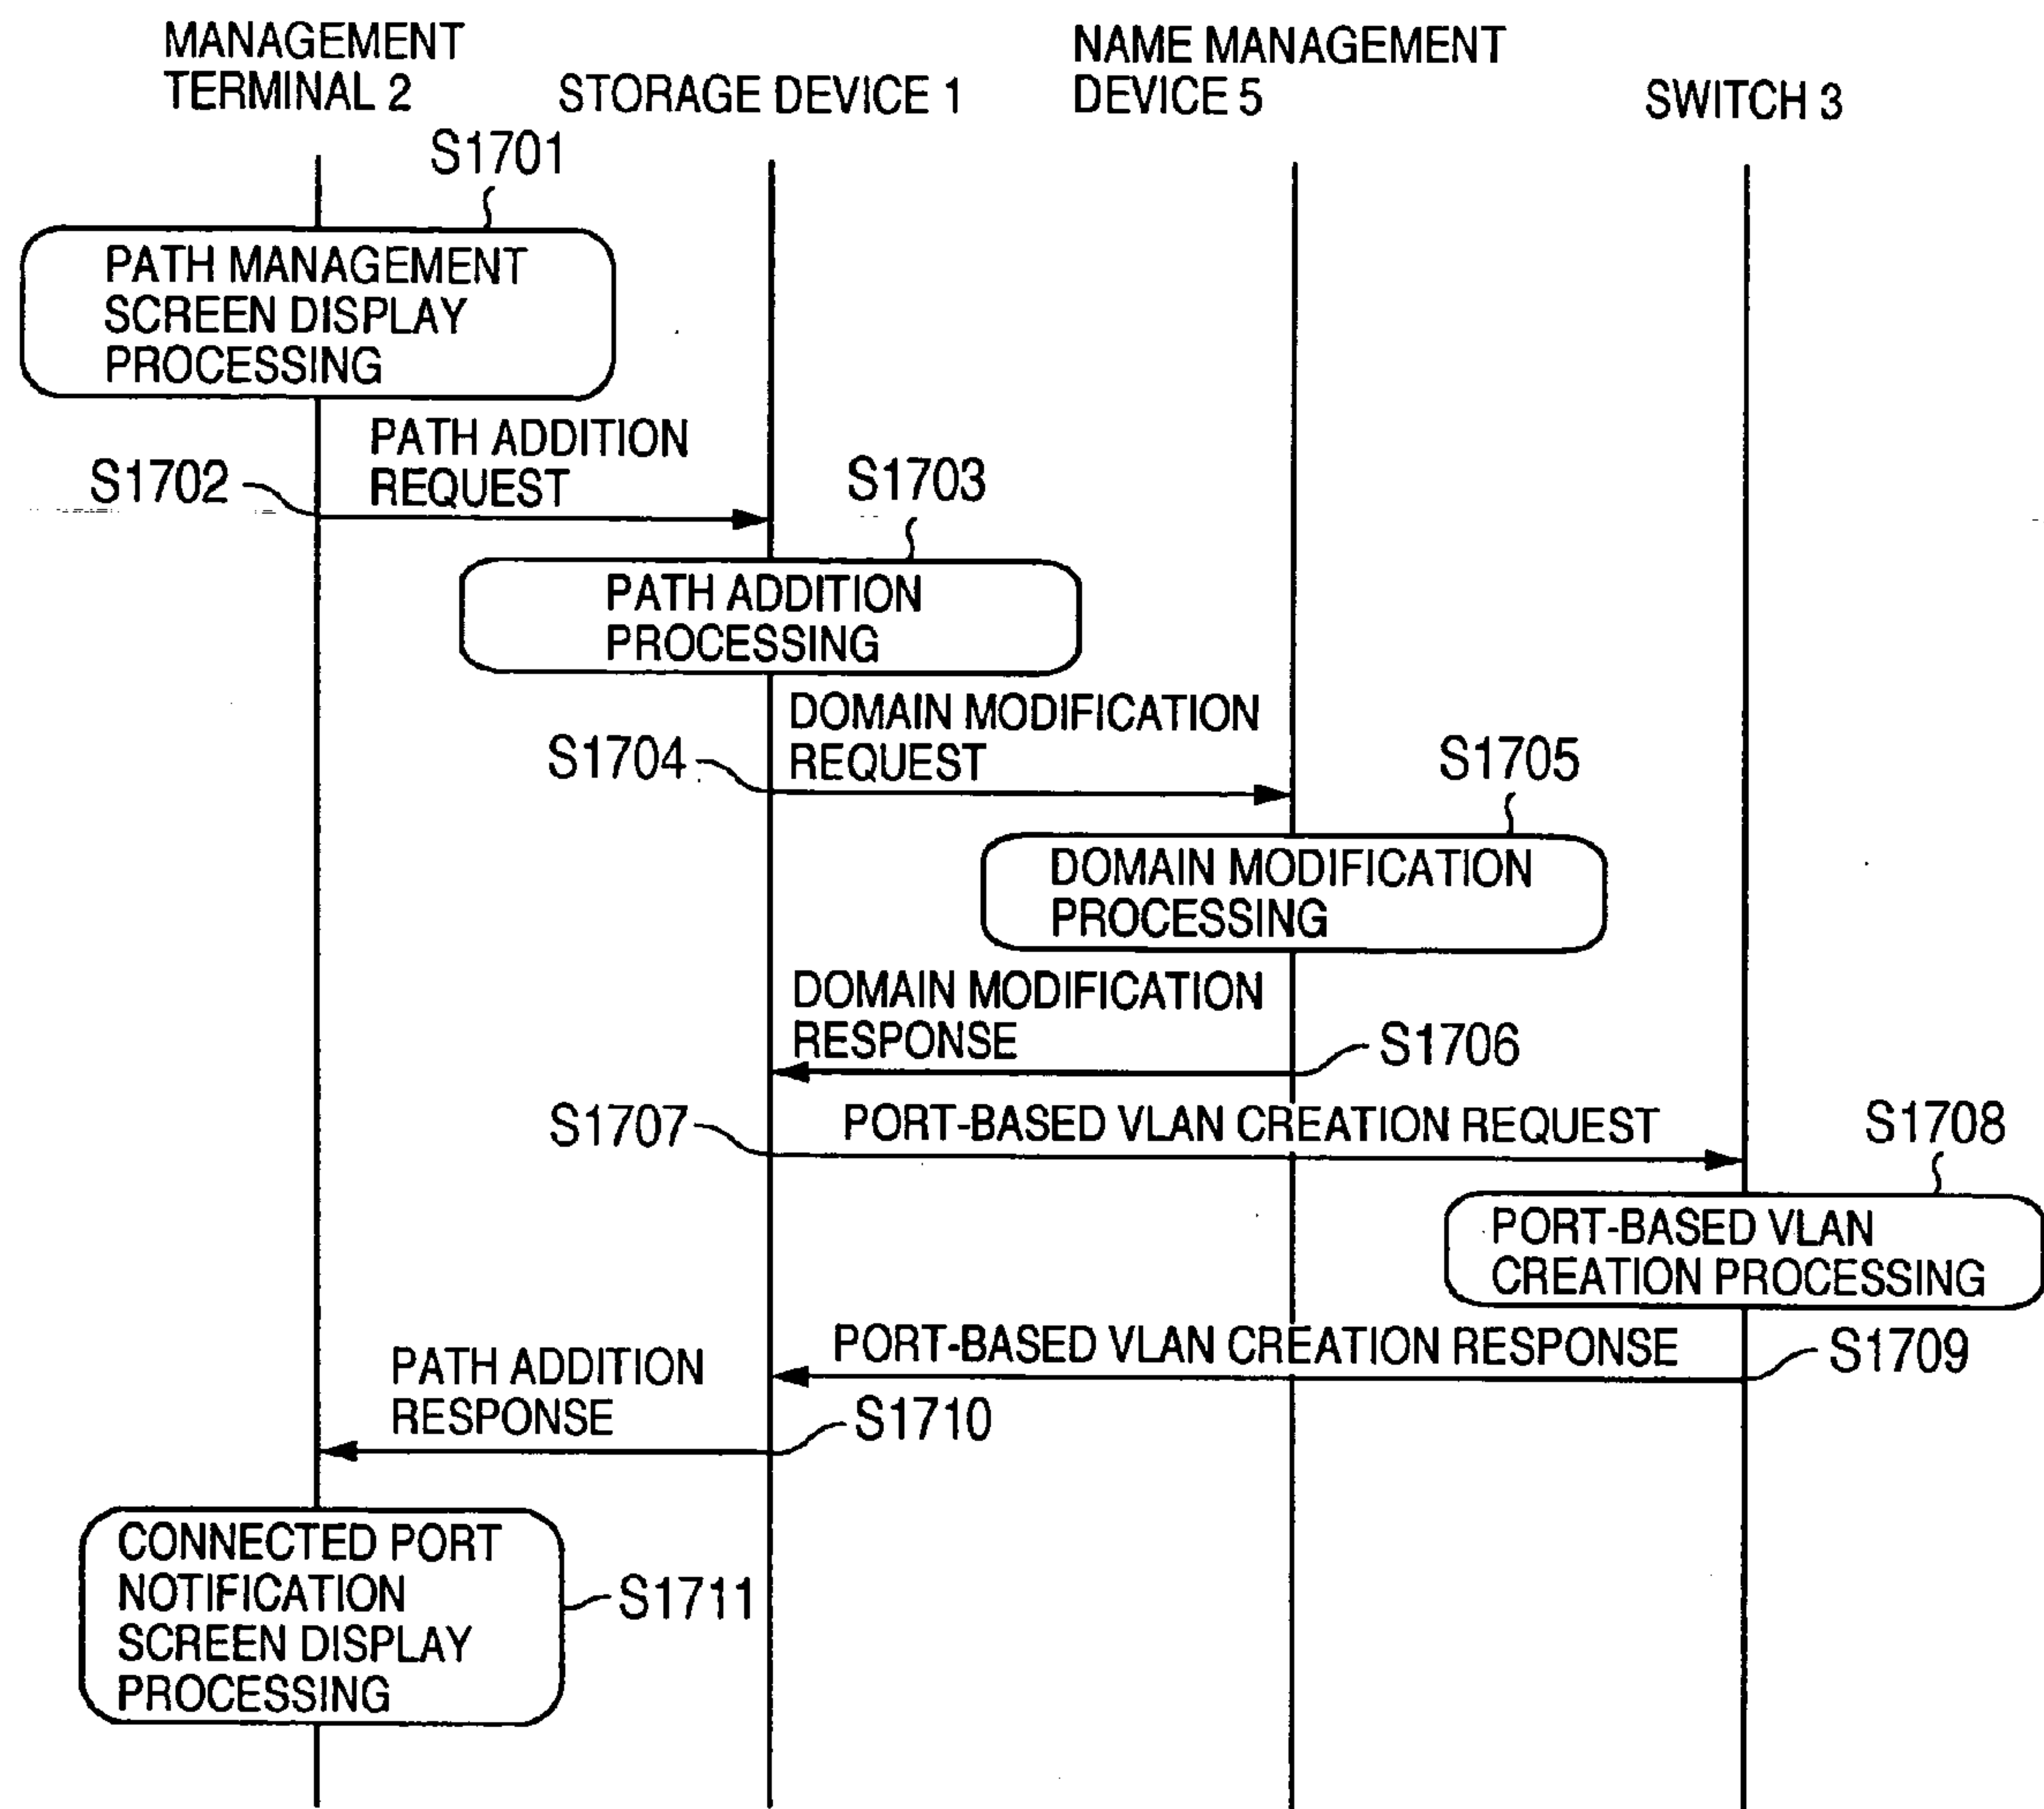 MANAGEMENT
TERMINAL 2
STORAGE DEVICE 1
NAME MANAGEMENT
DEVICE 5
SWITCH 3
S1701
PATH MANAGEMENT
SCREEN DISPLAY
PROCESSING
PATH ADDITION
REQUEST
S1702
S1703
PATH ADDITION
PROCESSING
DOMAIN MODIFICATION
REQUEST
S1704
S1705
DOMAIN MODIFICATION
PROCESSING
DOMAIN MODIFICATION
RESPONSE
S1706
S1707
PORT-BASED VLAN CREATION REQUEST
S1708
PORT-BASED VLAN
CREATION PROCESSING
PORT-BASED VLAN CREATION RESPONSE
S1709
PATH ADDITION
RESPONSE
S1710
CONNECTED PORT
NOTIFICATION
SCREEN DISPLAY
PROCESSING
S1711